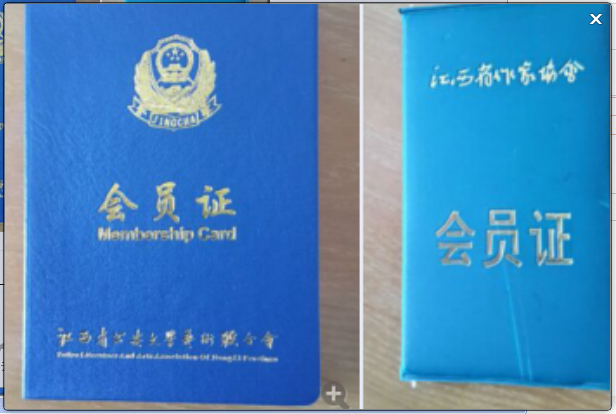 JINGCHA
会员证
Membership Card
江西省公安文学艺术联合会
江西省作家协会
会员证